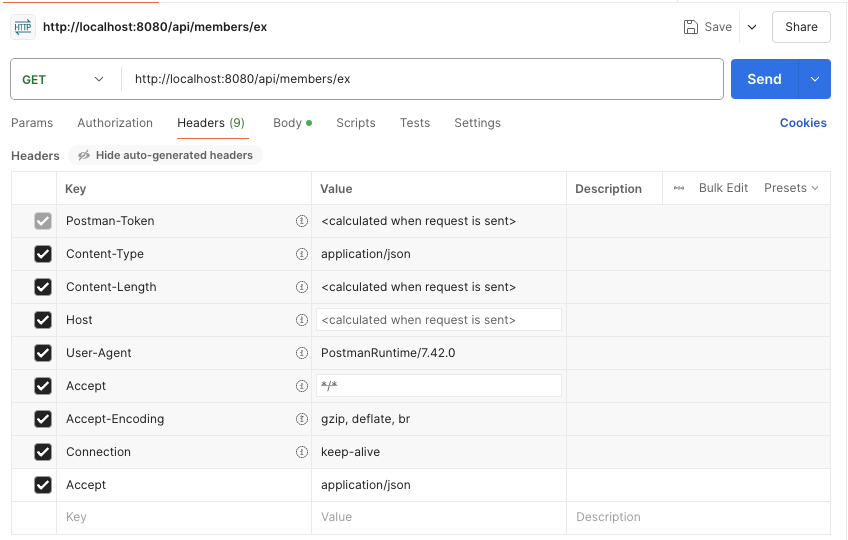 HTTP http://localhost:8080/api/members/ex Save Share
GET http://localhost:8080/api/members/ex Send
Params Authorization Headers (9) Body Scripts Tests Settings Cookies
Headers Hide auto-generated headers
Key Value Description Bulk Edit Presets
Postman-Token <calculated when request is sent>
Content-Type application/json
Content-Length <calculated when request is sent>
Host <calculated when request is sent>
User-Agent PostmanRuntime/7.42.0
Accept */*
Accept-Encoding gzip, deflate, br
Connection keep-alive
Accept application/json
Key Value Description